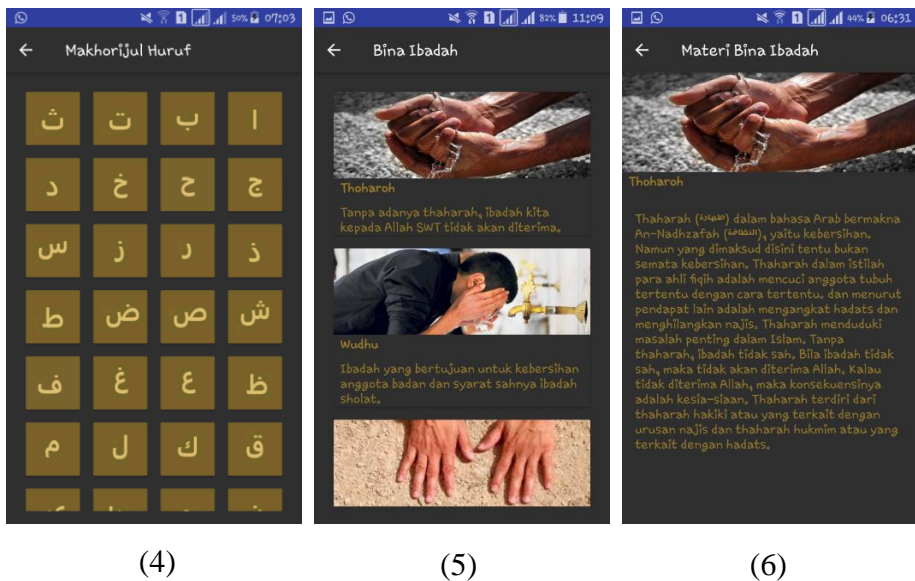 50% 07:03
Makhorijul Huruf
ا ب ت ث
ج ح خ د
ذ ر ز س
ش ص ض ط
ظ ع غ ف
ق ك ل م
(4)
82% 11:09
Bina Ibadah
Thoharoh
Tanpa adanya thaharah, ibadah kita
kepada Allah SWT tidak akan diterima.
Wudhu
Ibadah yang bertujuan untuk kebersihan
anggota badan dan syarat sahnya ibadah
sholat.
(5)
44% 06:31
Materi Bina Ibadah
Thoharoh
Thaharah (طهارة) dalam bahasa Arab bermakna
An-Nadhzafah (النظافة), yaitu kebersihan.
Namun yang dimaksud disini tentu bukan
semata kebersihan. Thaharah dalam istilah
para ahli fiqih adalah mencuci anggota tubuh
tertentu dengan cara tertentu. dan menurut
pendapat lain adalah mengangkat hadats dan
menghilangkan najis. Thaharah menduduki
masalah penting dalam Islam. Tanpa
thaharah, ibadah tidak sah. Bila ibadah tidak
sah, maka tidak akan diterima Allah. Kalau
tidak diterima Allah, maka konsekuensinya
adalah kesia-siaan. Thaharah terdiri dari
thaharah hakiki atau yang terkait dengan
urusan najis dan thaharah hukmim atau yang
terkait dengan hadats.
(6)